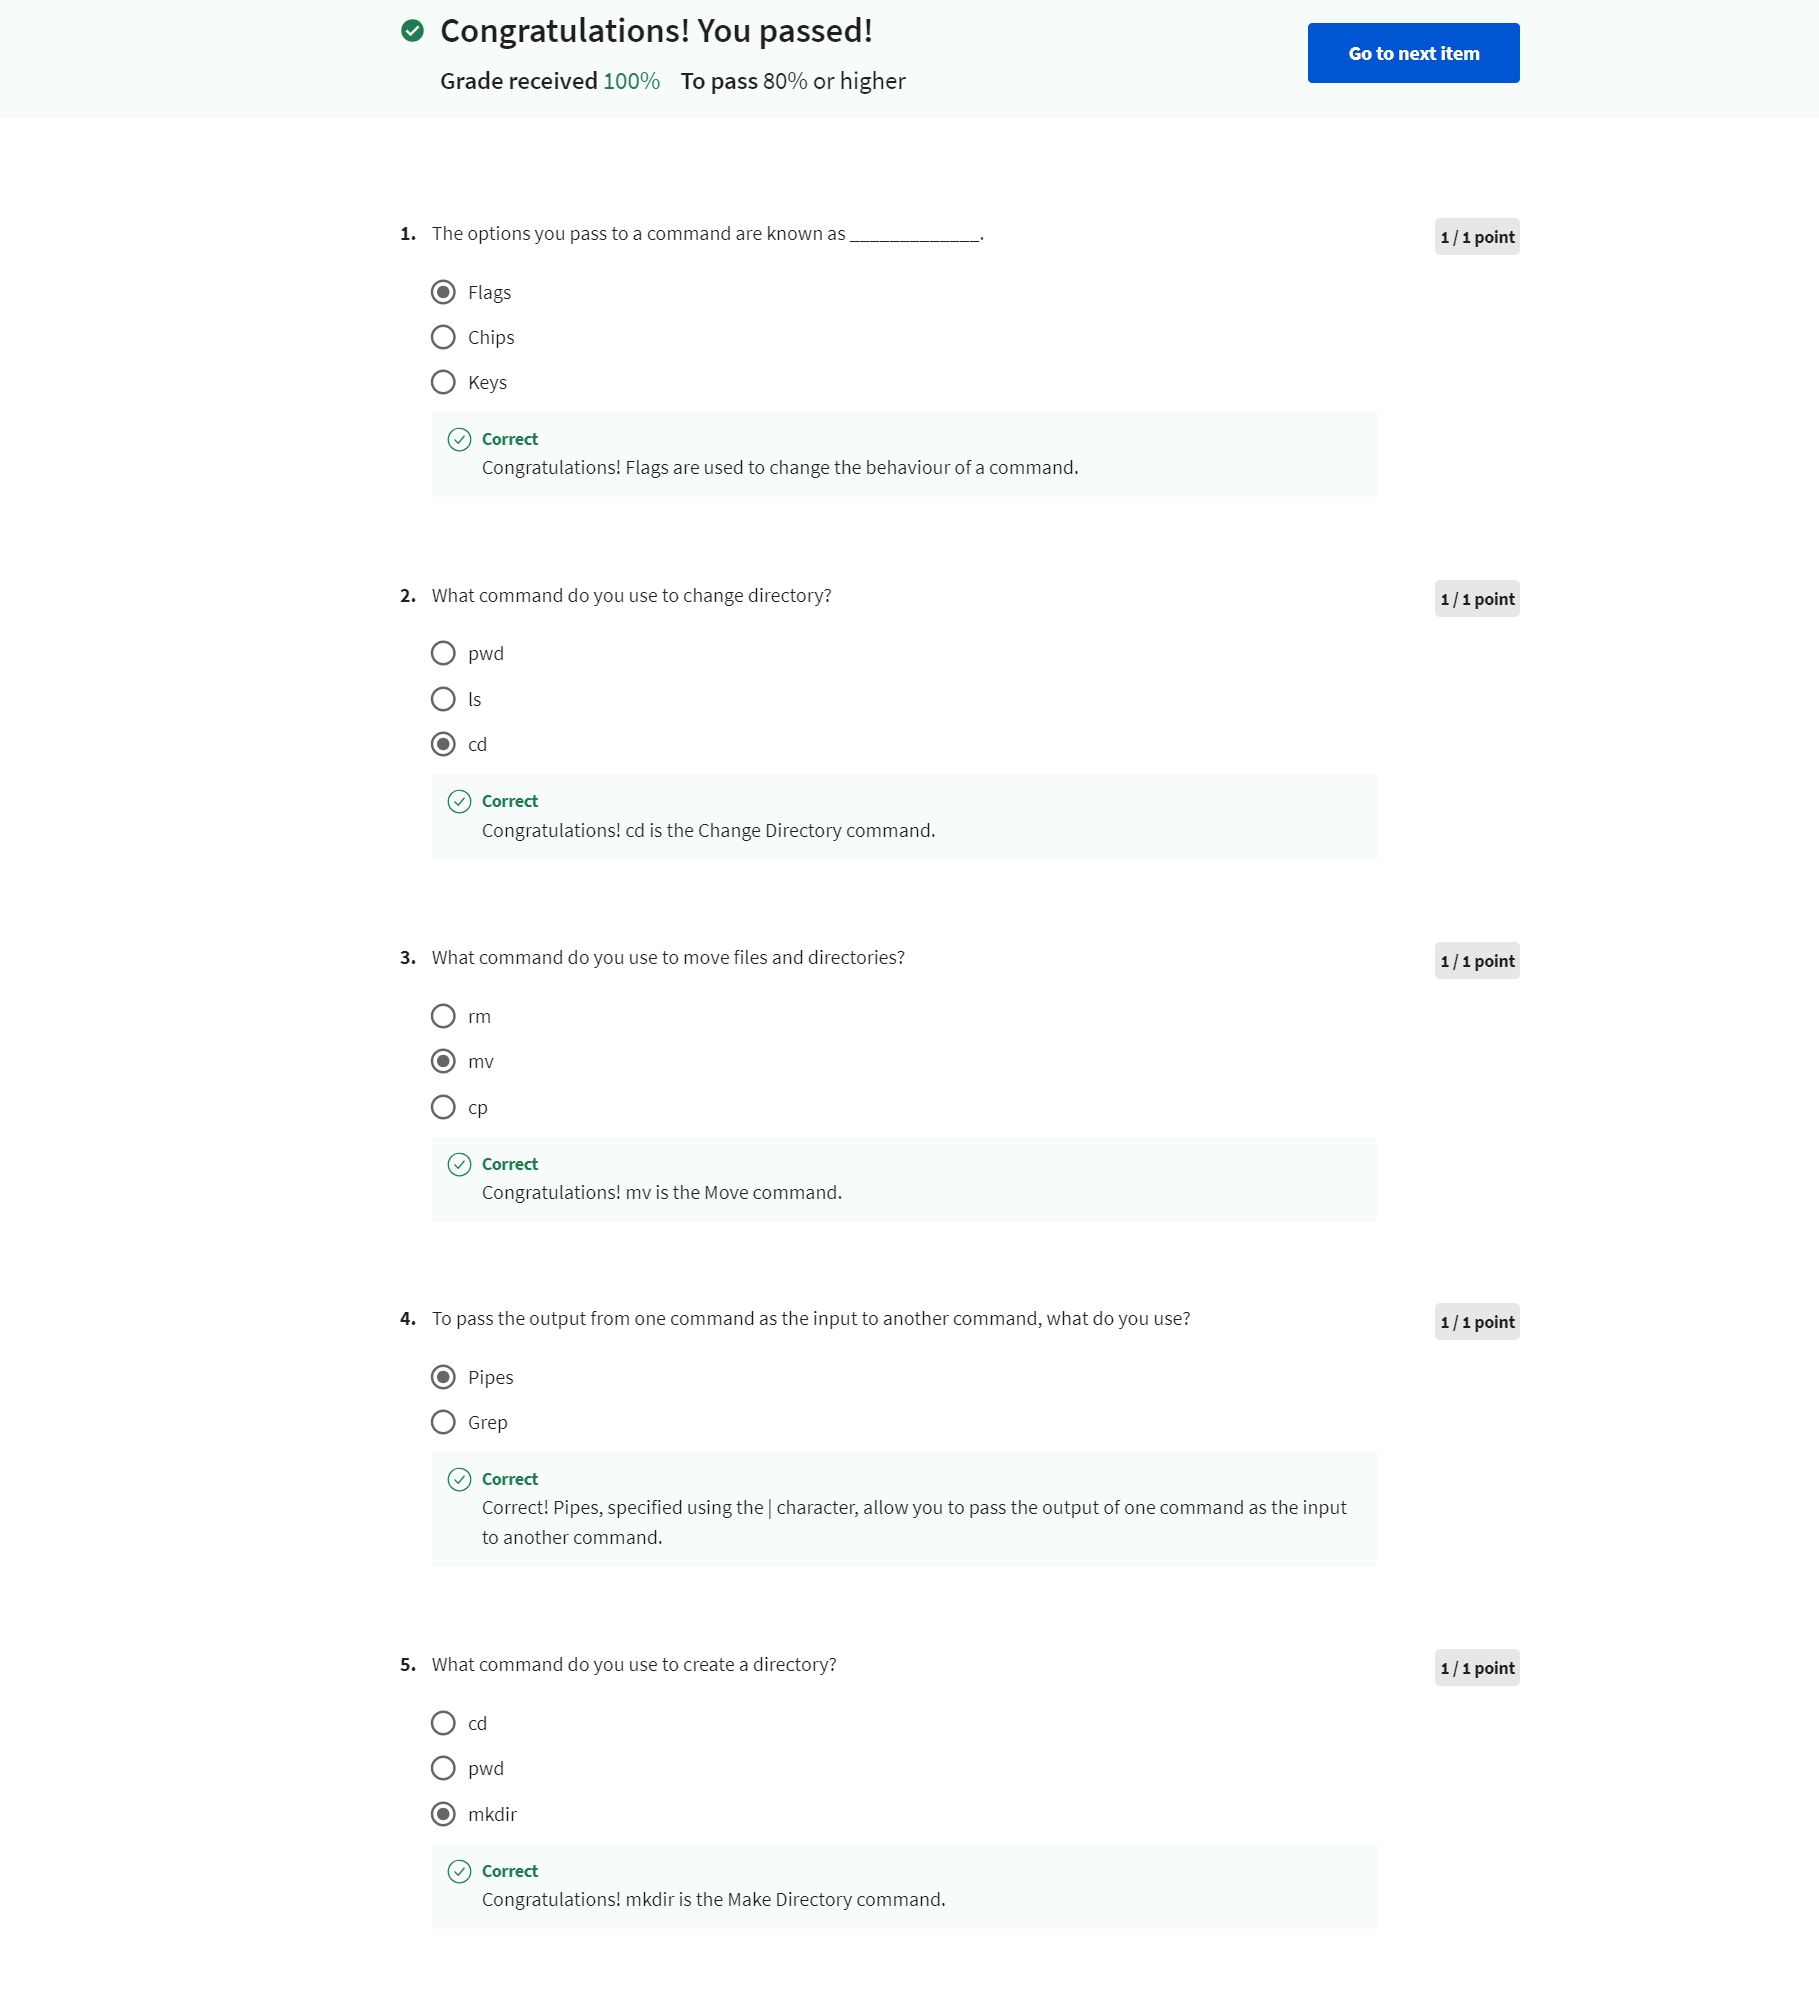 Congratulations! You passed!
Go to next item
Grade received 100% To pass 80% or higher
1. The options you pass to a command are known as _____________.
1 / 1 point
Flags
Chips
Keys
Correct
Congratulations! Flags are used to change the behaviour of a command.
2. What command do you use to change directory?
1 / 1 point
pwd
ls
cd
Correct
Congratulations! cd is the Change Directory command.
3. What command do you use to move files and directories?
1 / 1 point
rm
mv
cp
Correct
Congratulations! mv is the Move command.
4. To pass the output from one command as the input to another command, what do you use?
1 / 1 point
Pipes
Grep
Correct
Correct! Pipes, specified using the | character, allow you to pass the output of one command as the input
to another command.
5. What command do you use to create a directory?
1 / 1 point
cd
pwd
mkdir
Correct
Congratulations! mkdir is the Make Directory command.